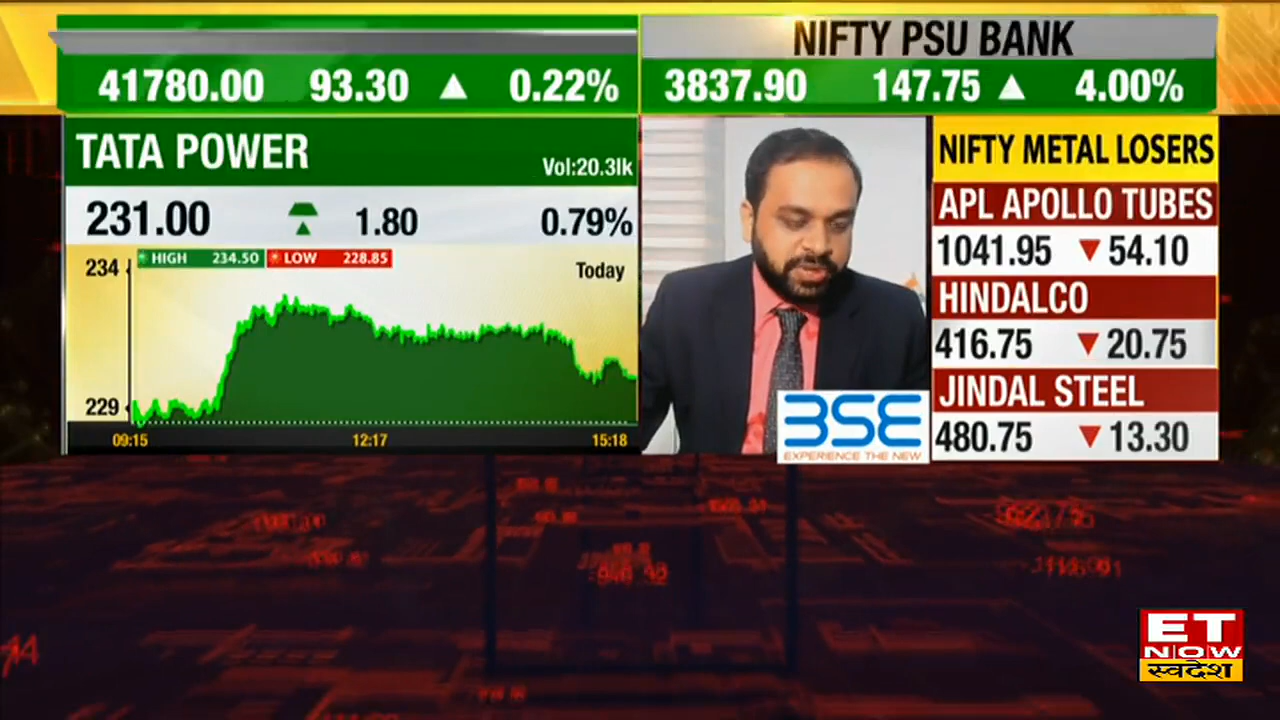 NIFTY PSU BANK
41780.00 93.30 ▲ 0.22%
3837.90 147.75 ▲ 4.00%
TATA POWER
Vol:20.3lk
231.00 1.80 0.79%
HIGH 234.50 LOW 228.85
Today
234
229
09:15 12:17 15:18
BSE
EXPERIENCE THE NEW
NIFTY METAL LOSERS
APL APOLLO TUBES
1041.95 ▼ 54.10
HINDALCO
416.75 ▼ 20.75
JINDAL STEEL
480.75 ▼ 13.30
ET
NOW
स्वदेश